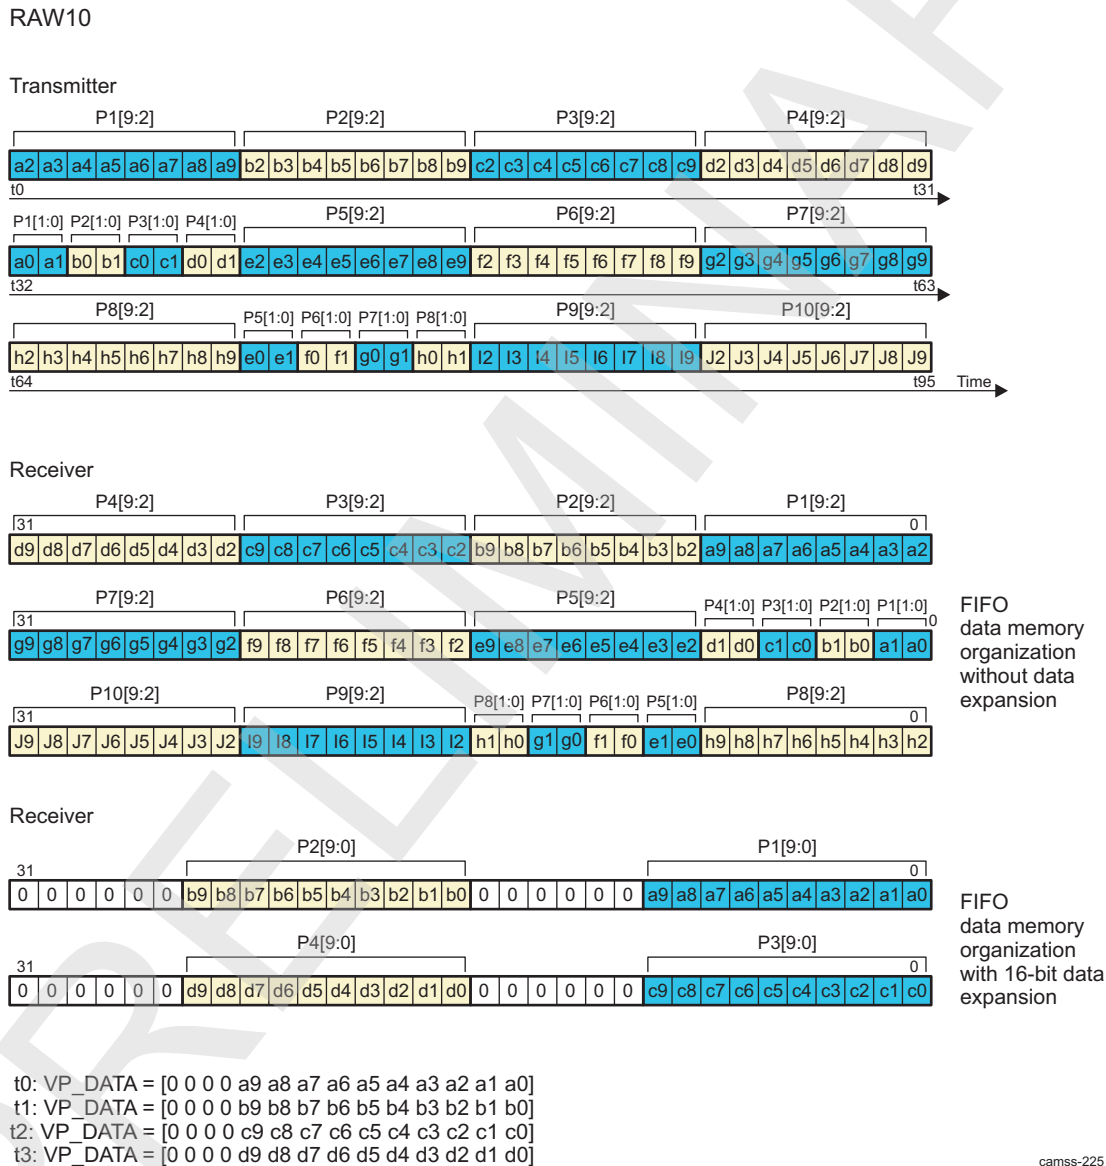 RAW10
Transmitter
P1[9:2] P2[9:2] P3[9:2] P4[9:2]
a2 a3 a4 a5 a6 a7 a8 a9 b2 b3 b4 b5 b6 b7 b8 b9 c2 c3 c4 c5 c6 c7 c8 c9 d2 d3 d4 d5 d6 d7 d8 d9
t0 t31
P1[1:0] P2[1:0] P3[1:0] P4[1:0] P5[9:2] P6[9:2] P7[9:2]
a0 a1 b0 b1 c0 c1 d0 d1 e2 e3 e4 e5 e6 e7 e8 e9 f2 f3 f4 f5 f6 f7 f8 f9 g2 g3 g4 g5 g6 g7 g8 g9
t32 t63
P8[9:2] P5[1:0] P6[1:0] P7[1:0] P8[1:0] P9[9:2] P10[9:2]
h2 h3 h4 h5 h6 h7 h8 h9 e0 e1 f0 f1 g0 g1 h0 h1 I2 I3 I4 I5 I6 I7 I8 I9 J2 J3 J4 J5 J6 J7 J8 J9
t64 t95 Time
Receiver
P4[9:2] P3[9:2] P2[9:2] P1[9:2]
31 0
d9 d8 d7 d6 d5 d4 d3 d2 c9 c8 c7 c6 c5 c4 c3 c2 b9 b8 b7 b6 b5 b4 b3 b2 a9 a8 a7 a6 a5 a4 a3 a2
P7[9:2] P6[9:2] P5[9:2] P4[1:0] P3[1:0] P2[1:0] P1[1:0]
31 0
g9 g8 g7 g6 g5 g4 g3 g2 f9 f8 f7 f6 f5 f4 f3 f2 e9 e8 e7 e6 e5 e4 e3 e2 d1 d0 c1 c0 b1 b0 a1 a0
FIFO
data memory
organization
without data
expansion
P10[9:2] P9[9:2] P8[1:0] P7[1:0] P6[1:0] P5[1:0] P8[9:2]
31 0
J9 J8 J7 J6 J5 J4 J3 J2 I9 I8 I7 I6 I5 I4 I3 I2 h1 h0 g1 g0 f1 f0 e1 e0 h9 h8 h7 h6 h5 h4 h3 h2
Receiver
P2[9:0] P1[9:0]
31 0
0 0 0 0 0 0 b9 b8 b7 b6 b5 b4 b3 b2 b1 b0 0 0 0 0 0 0 a9 a8 a7 a6 a5 a4 a3 a2 a1 a0
P4[9:0] P3[9:0]
31 0
0 0 0 0 0 0 d9 d8 d7 d6 d5 d4 d3 d2 d1 d0 0 0 0 0 0 0 c9 c8 c7 c6 c5 c4 c3 c2 c1 c0
FIFO
data memory
organization
with 16-bit data
expansion
t0: VP_DATA = [0 0 0 0 a9 a8 a7 a6 a5 a4 a3 a2 a1 a0]
t1: VP_DATA = [0 0 0 0 b9 b8 b7 b6 b5 b4 b3 b2 b1 b0]
t2: VP_DATA = [0 0 0 0 c9 c8 c7 c6 c5 c4 c3 c2 c1 c0]
t3: VP_DATA = [0 0 0 0 d9 d8 d7 d6 d5 d4 d3 d2 d1 d0]
camss-225
PRELIMINAR